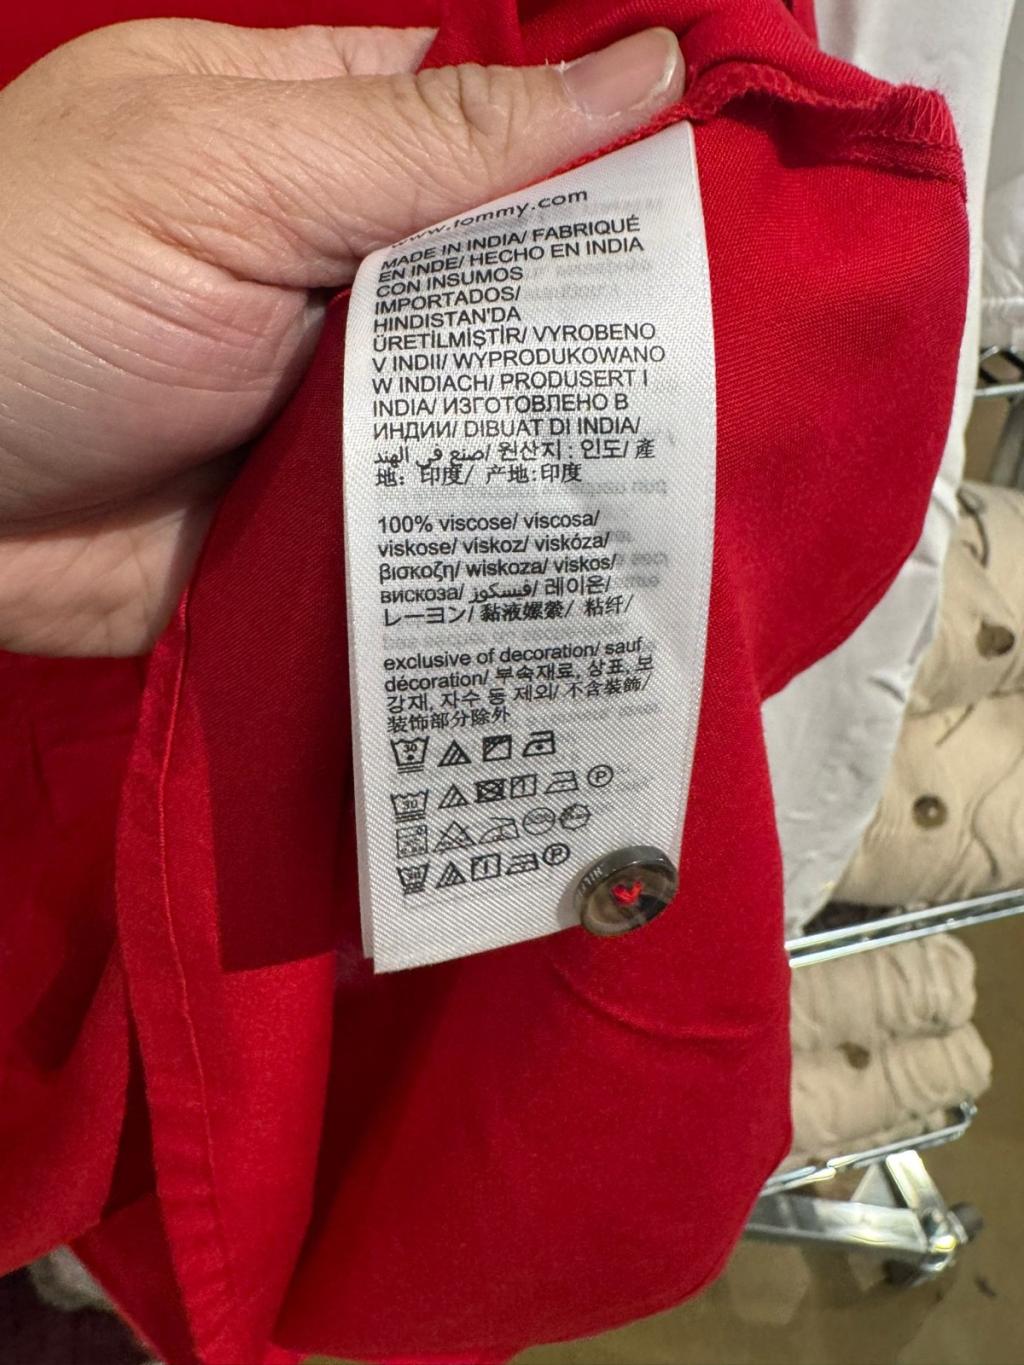 www.tommy.com
MADE IN INDIA/ FABRIQUÉ
EN INDE/ HECHO EN INDIA
CON INSUMOS
IMPORTADOS/
HINDISTAN'DA
ÜRETİLMİŞTİR/ VYROBENO
V INDII/ WYPRODUKOWANO
W INDIACH/ PRODUSERT I
INDIA/ ИЗГОТОВЛЕНО В
ИНДИИ/ DIBUAT DI INDIA/
صنع في الهند/ 원산지 : 인도/ 產
地: 印度/ 产地:印度
100% viscose/ viscosa/
viskose/ viskoz/ viskóza/
βισκοζη/ wiskoza/ viskos/
вискоза/ فيسكوز/ 레이온/
レーヨン/ 黏液嫘縈/ 粘纤/
exclusive of decoration/ sauf
décoration/ 부속재료, 상표, 보
강재, 자수 등 제외/ 不含裝飾/
装饰部分除外
30
30 P
P